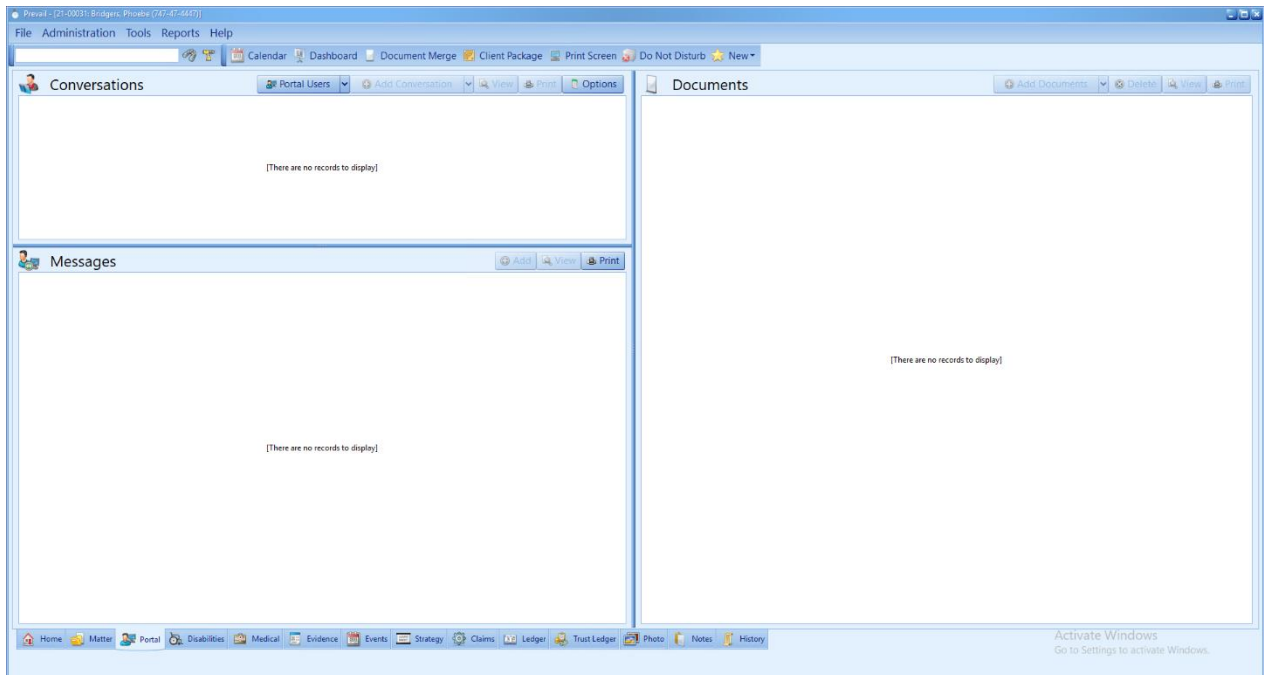 Prevail - [21-00031: Bridgers, Phoebe (747-47-4447)]
File Administration Tools Reports Help
Calendar Dashboard Document Merge Client Package Print Screen Do Not Disturb New
Conversations Portal Users Add Conversation View Print Options
[There are no records to display]
Messages Add View Print
[There are no records to display]
Documents Add Documents Delete View Print
[There are no records to display]
Home Matter Portal Disabilities Medical Evidence Events Strategy Claims Ledger Trust Ledger Photo Notes History
Activate Windows
Go to Settings to activate Windows.